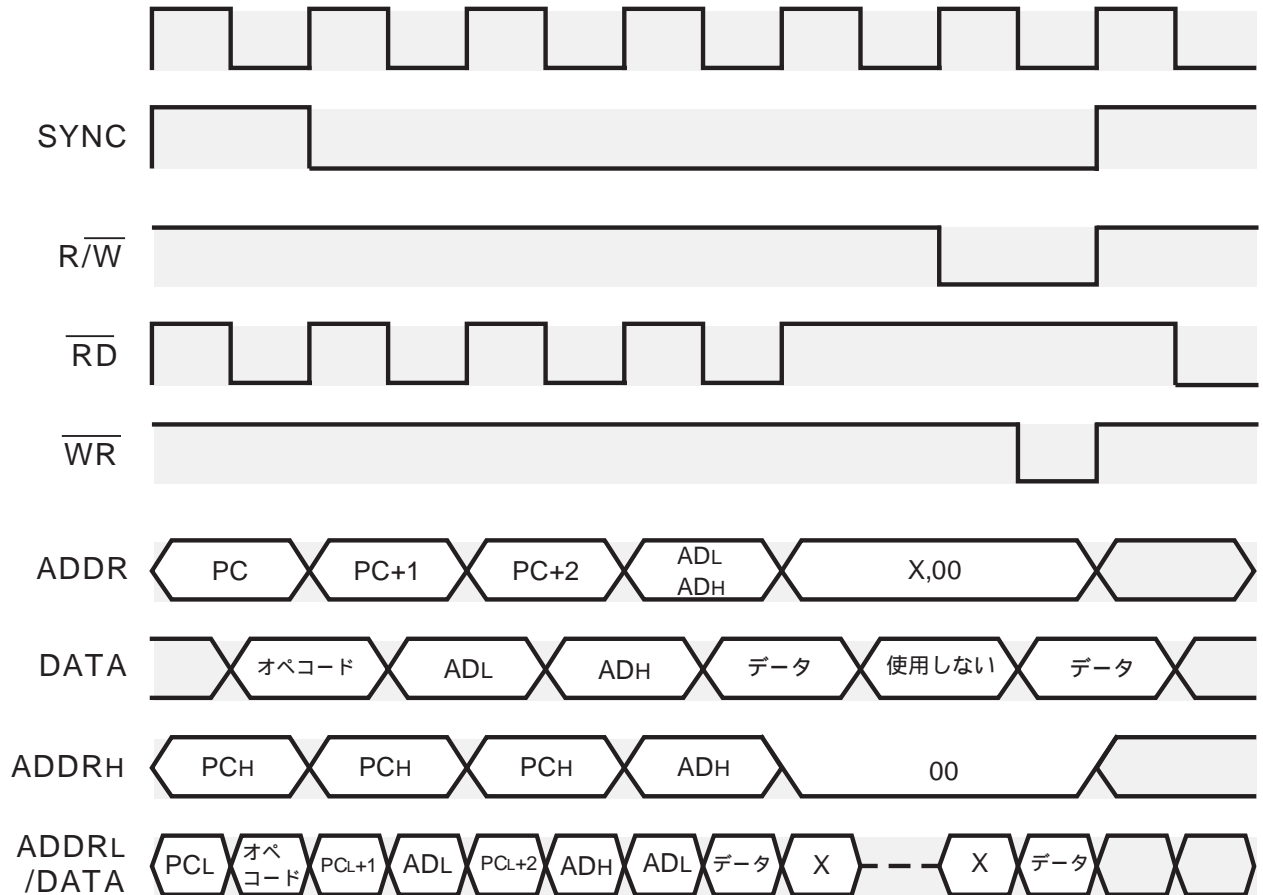 SYNC
R/W̅
R̅D̅
W̅R̅
ADDR PC PC+1 PC+2 ADL ADH X,00
DATA オペコード ADL ADH データ 使用しない データ
ADDRH PCH PCH PCH ADH 00
ADDRL /DATA PCL オペコード PCL+1 ADL PCL+2 ADH ADL データ X X データ